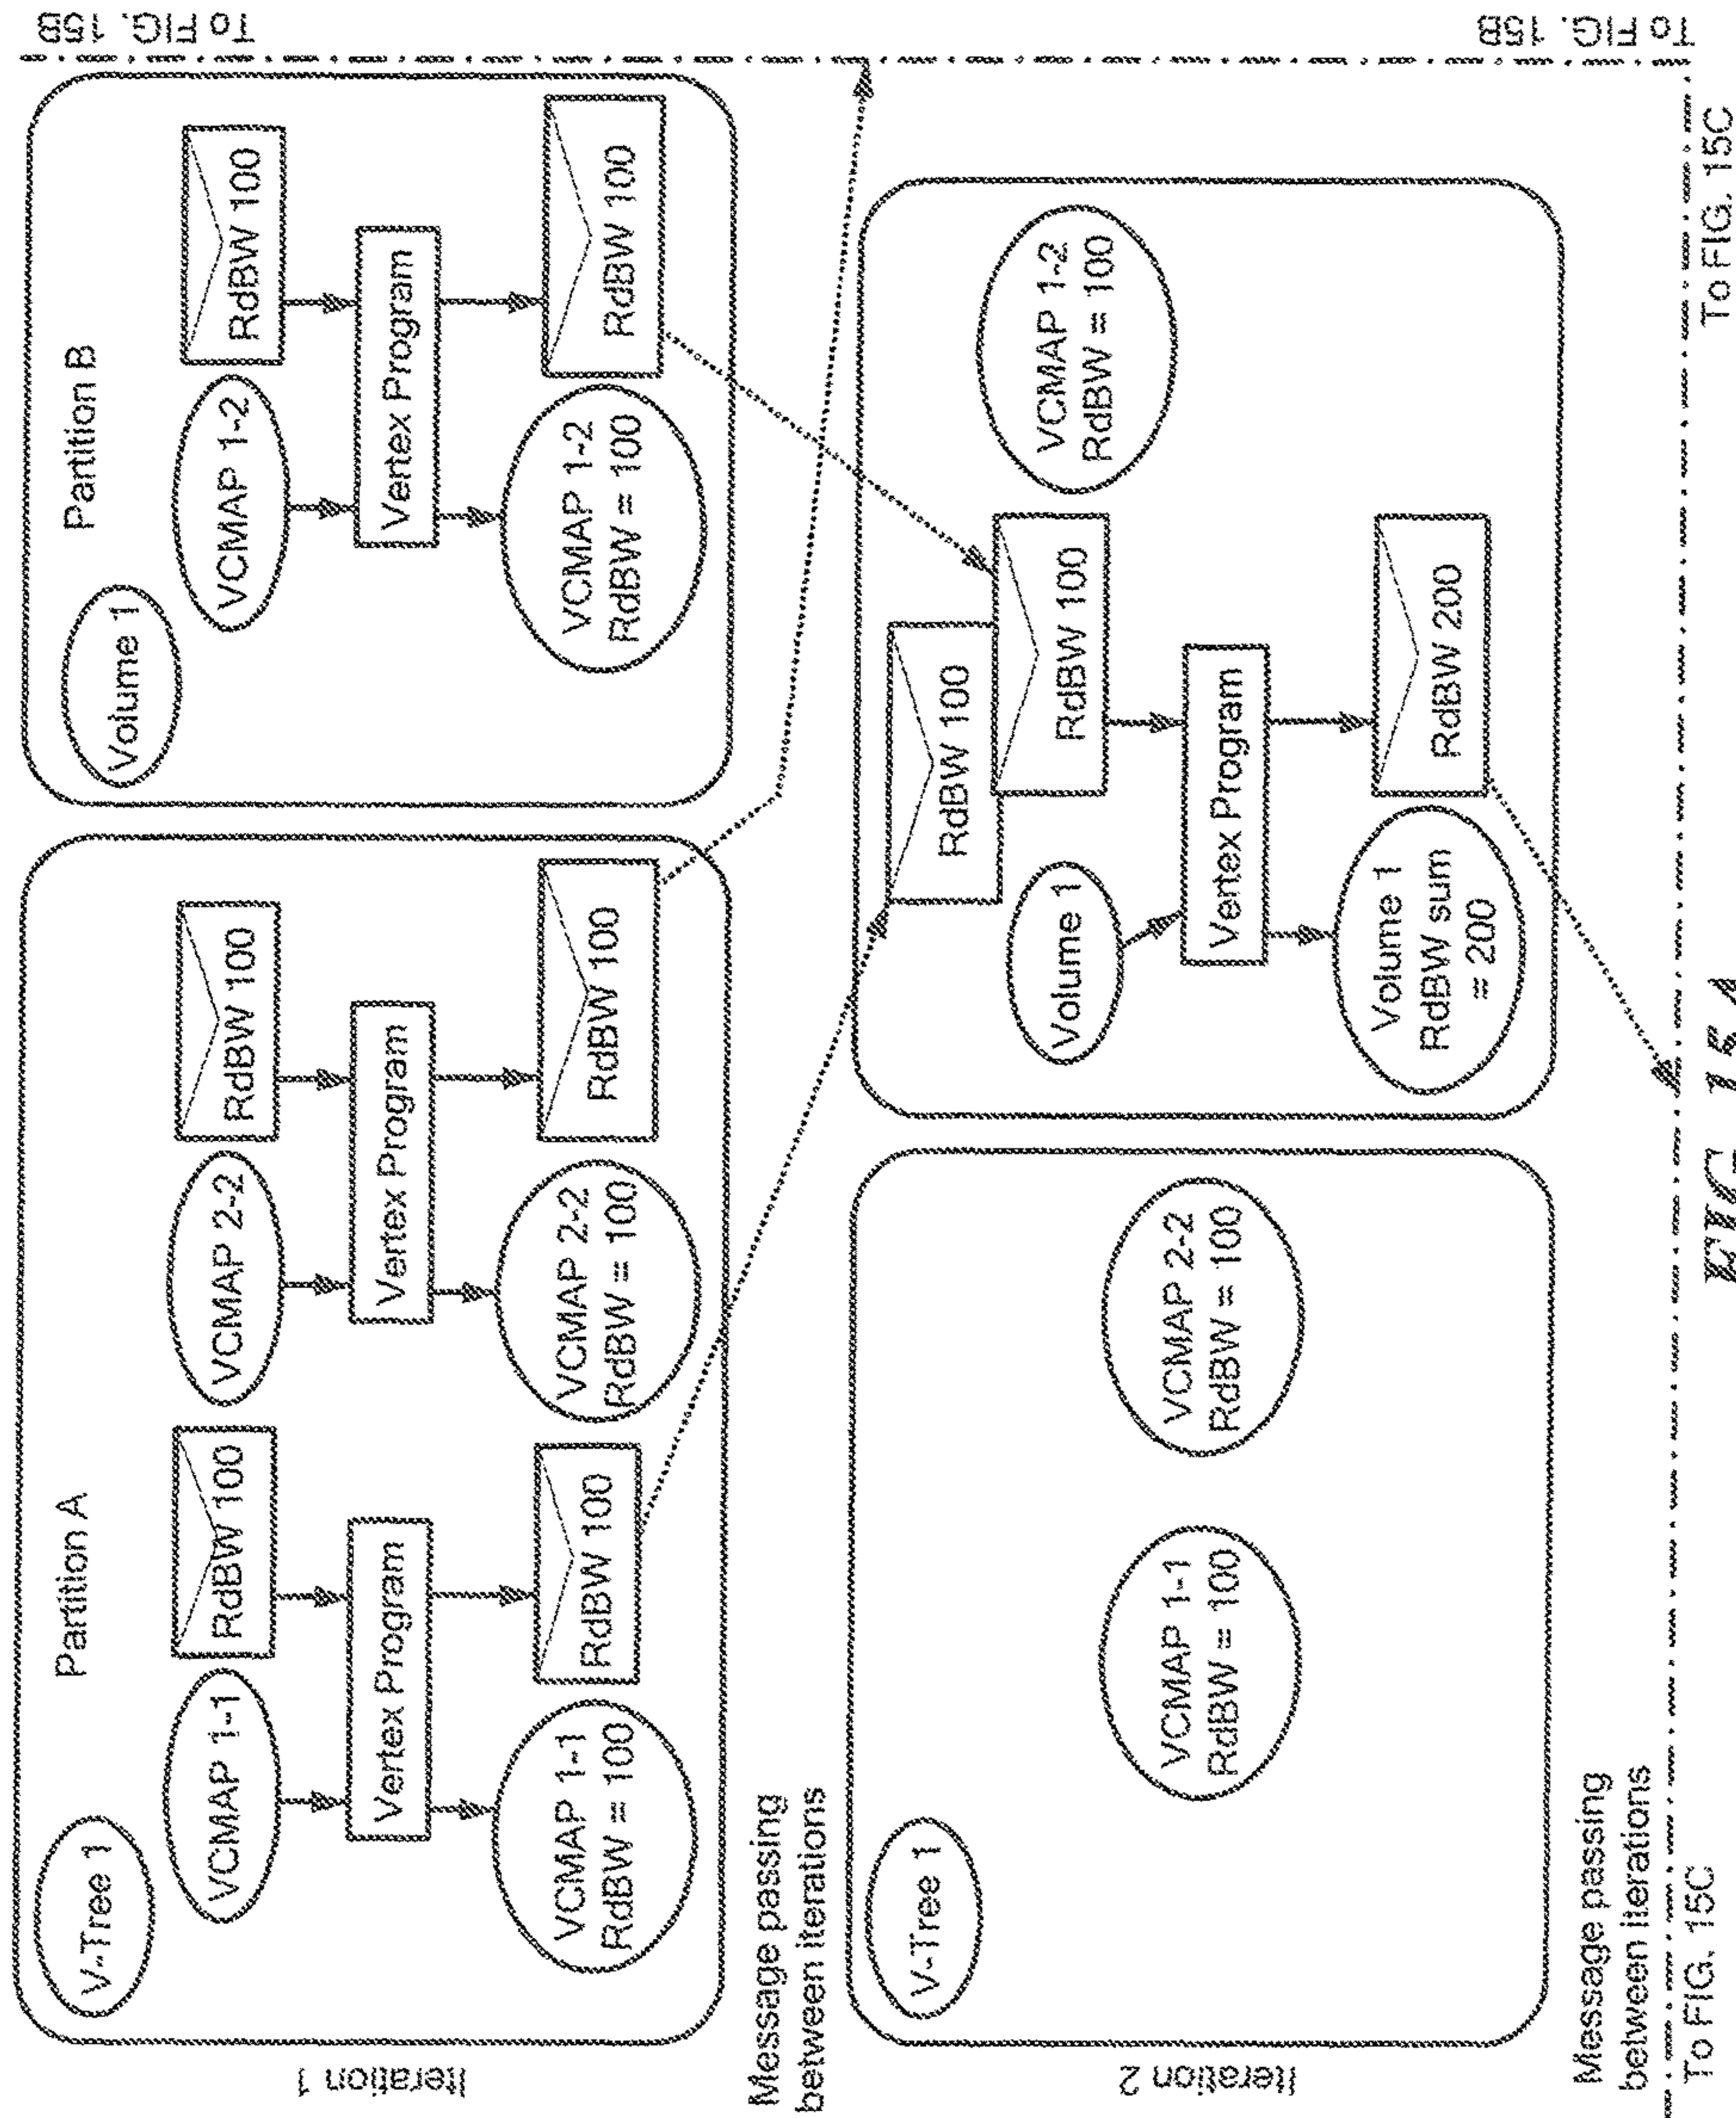 To FIG. 15B
Iteration 1
Partition A
V-Tree 1
VCMAP 1-1
RdBW 100
VCMAP 2-2
RdBW 100
Vertex Program
Vertex Program
VCMAP 1-1
RdBW = 100
RdBW 100
VCMAP 2-2
RdBW = 100
RdBW 100
Partition B
Volume 1
VCMAP 1-2
RdBW 100
Vertex Program
VCMAP 1-2
RdBW = 100
RdBW 100
Message passing
between iterations
Iteration 2
V-Tree 1
VCMAP 1-1
RdBW = 100
VCMAP 2-2
RdBW = 100
RdBW 100
RdBW 100
Volume 1
VCMAP 1-2
RdBW = 100
Vertex Program
Volume 1
RdBW sum
= 200
RdBW 200
Message passing
between iterations
To FIG. 15B
To FIG. 15C
FIG. 15A
To FIG. 15C